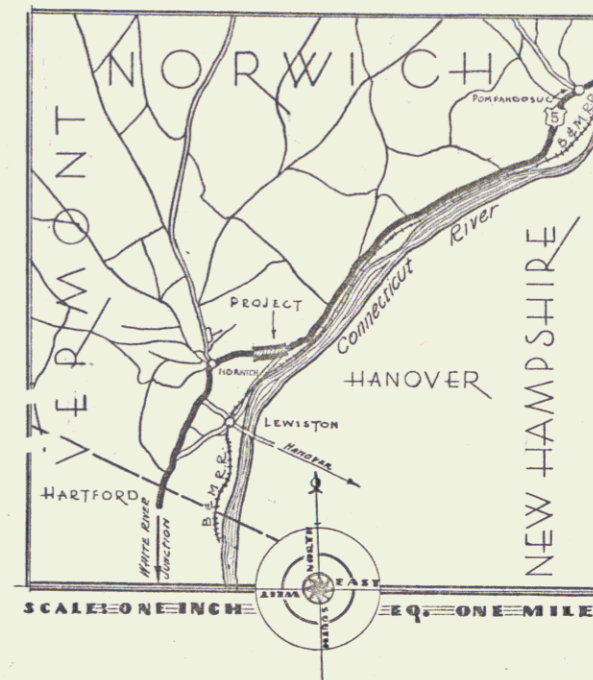 NORWICH
POMPANOOSUC
5
B & M. R.R.
VERMONT
Connecticut River
NEW HAMPSHIRE
PROJECT
NORWICH
HANOVER
LEWISTON
HANOVER
B & M. R.R.
HARTFORD
WHITE RIVER
JUNCTION
NORTH
WEST EAST
SOUTH
SCALE: ONE INCH EQ. ONE MILE